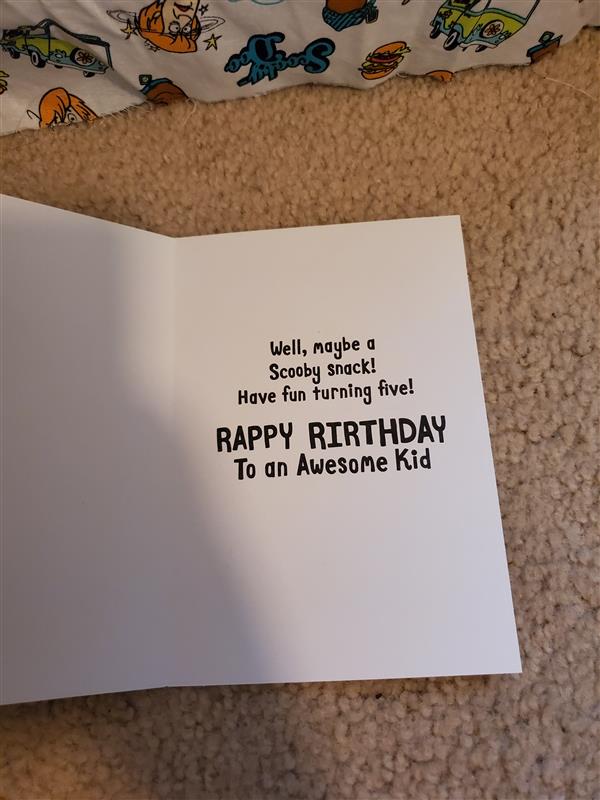 Scooby
Doo
Well, maybe a
Scooby snack!
Have fun turning five!
RAPPY RIRTHDAY
To an Awesome Kid